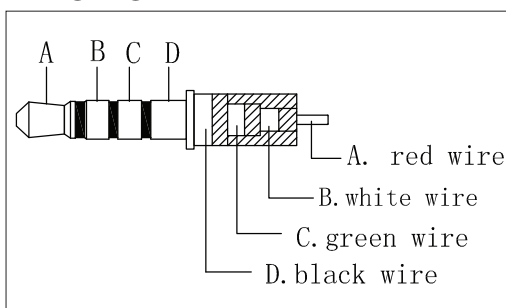 A B C D
A. red wire
B. white wire
C. green wire
D. black wire